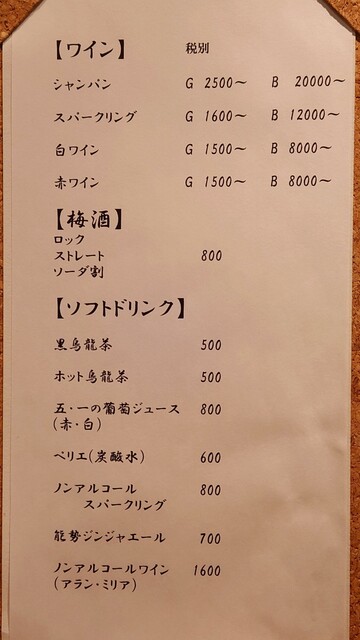 【ワイン】 税別
シャンパン G 2500〜 B 20000〜
スパークリング G 1600〜 B 12000〜
白ワイン G 1500〜 B 8000〜
赤ワイン G 1500〜 B 8000〜
【梅酒】
ロック
ストレート 800
ソーダ割
【ソフトドリンク】
黒烏龍茶 500
ホット烏龍茶 500
五・一の葡萄ジュース 800
(赤・白)
ペリエ(炭酸水) 600
ノンアルコール 800
スパークリング
能勢ジンジャエール 700
ノンアルコールワイン 1600
(アラン・ミリア)